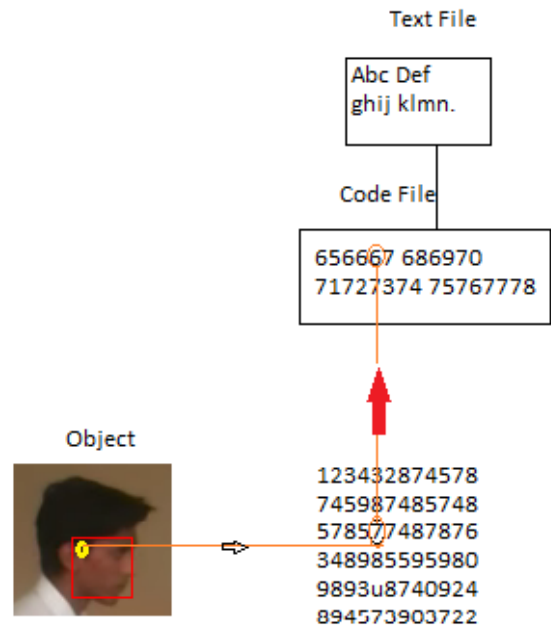 Text File
Abc Def
ghij klmn.
Code File
656667 686970
71727374 75767778
Object
123432874578
745987485748
578577487876
348985595980
9893u8740924
894573903722